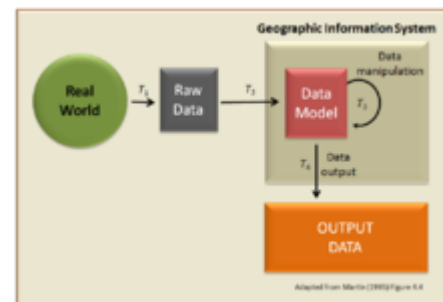 Geographic Information System
Data
manipulation
Real
World
T₁
Raw
Data
T₂
Data
Model
T₃
T₄
Data
output
OUTPUT
DATA
Adapted from Martin (1995) Figure 4.4